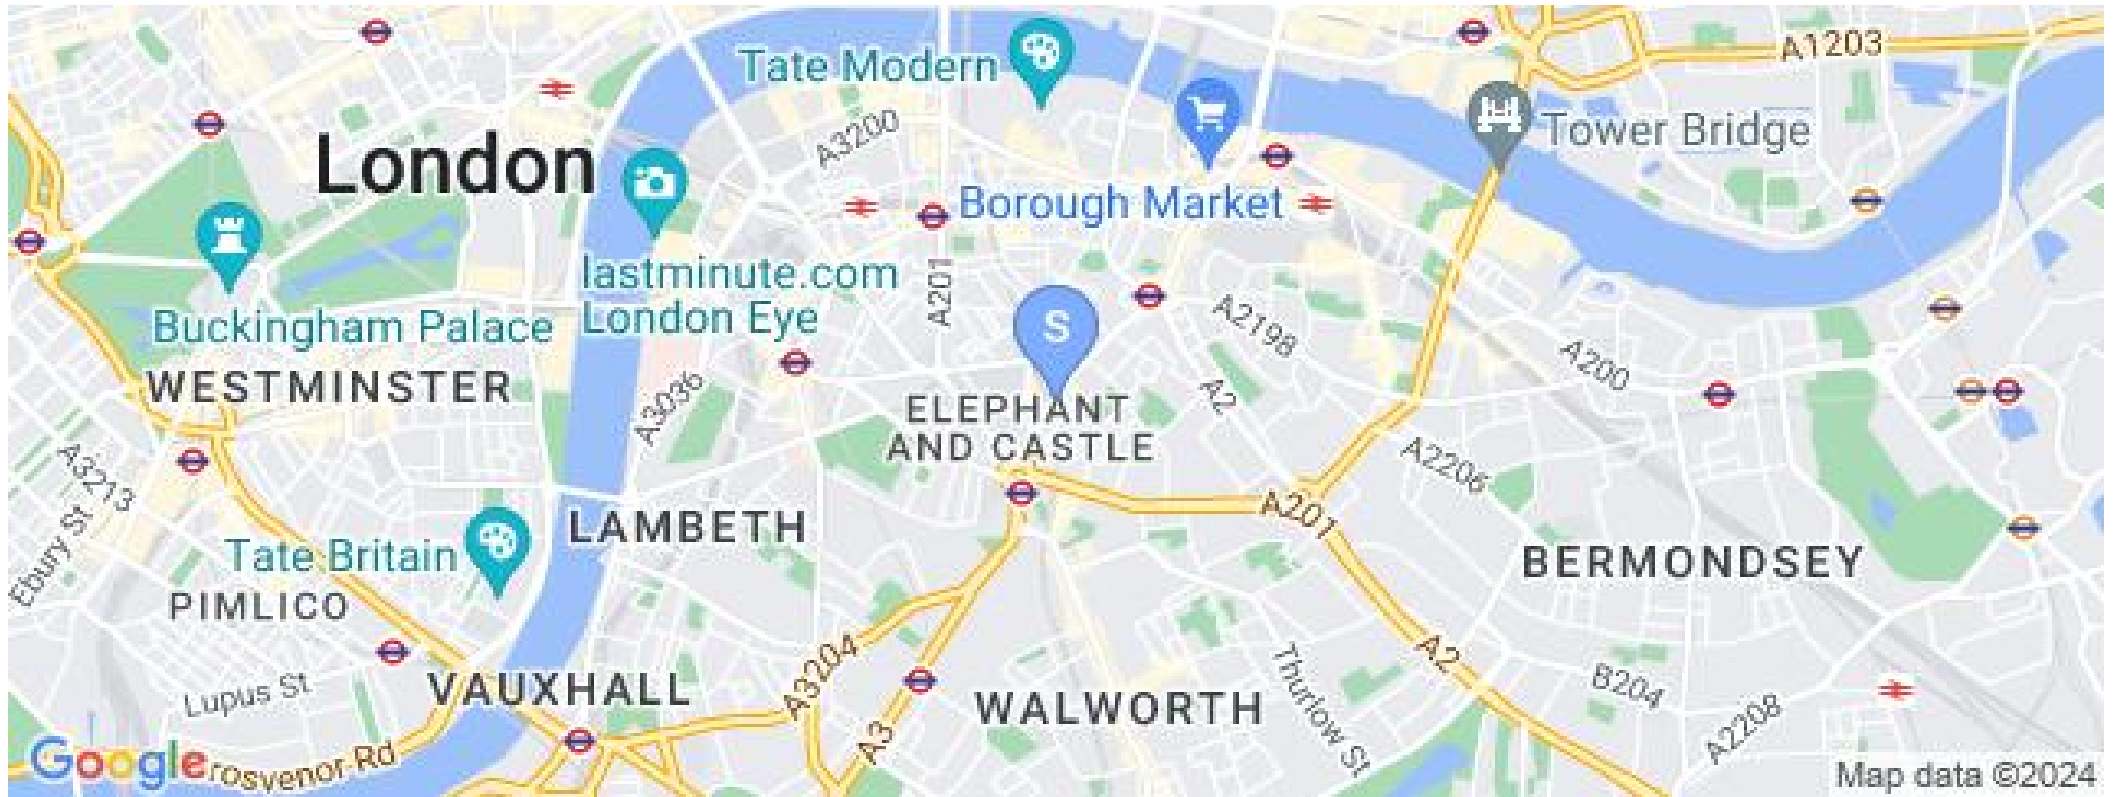 A1203
Tate Modern
Tower Bridge
A3200
London
Borough Market
lastminute.com
London Eye
A201
S
Buckingham Palace
A2198
A200
WESTMINSTER
A3036
A2
ELEPHANT
AND CASTLE
A2206
A3213
A201
LAMBETH
Ebury St
Tate Britain
BERMONDSEY
PIMLICO
A3204
A2
Thurlow St
B204
Lupus St
VAUXHALL
WALWORTH
A3
A2208
Google
rosvenor Rd
Map data ©2024